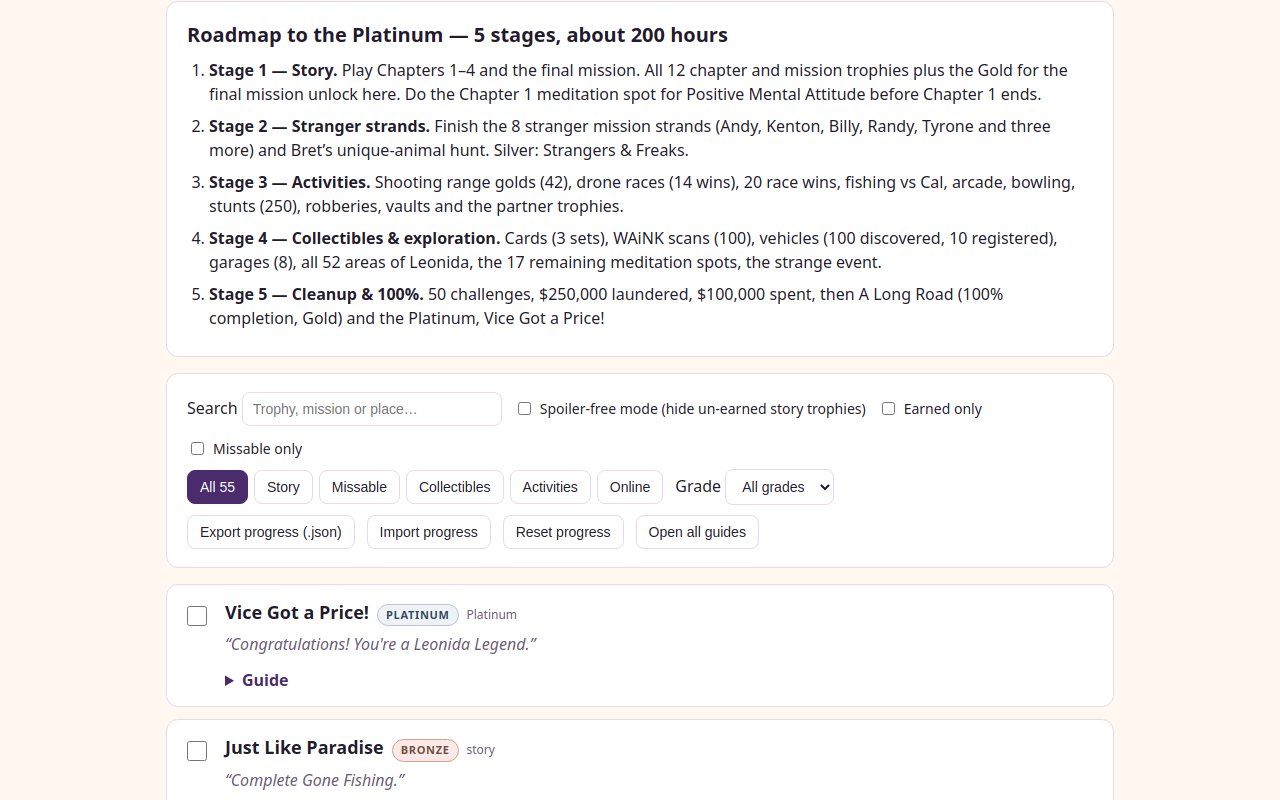 Roadmap to the Platinum — 5 stages, about 200 hours
1. Stage 1 — Story. Play Chapters 1–4 and the final mission. All 12 chapter and mission trophies plus the Gold for the
final mission unlock here. Do the Chapter 1 meditation spot for Positive Mental Attitude before Chapter 1 ends.
2. Stage 2 — Stranger strands. Finish the 8 stranger mission strands (Andy, Kenton, Billy, Randy, Tyrone and three
more) and Bret’s unique-animal hunt. Silver: Strangers & Freaks.
3. Stage 3 — Activities. Shooting range golds (42), drone races (14 wins), 20 race wins, fishing vs Cal, arcade, bowling,
stunts (250), robberies, vaults and the partner trophies.
4. Stage 4 — Collectibles & exploration. Cards (3 sets), WAiNK scans (100), vehicles (100 discovered, 10 registered),
garages (8), all 52 areas of Leonida, the 17 remaining meditation spots, the strange event.
5. Stage 5 — Cleanup & 100%. 50 challenges, $250,000 laundered, $100,000 spent, then A Long Road (100%
completion, Gold) and the Platinum, Vice Got a Price!
Search Trophy, mission or place… Spoiler-free mode (hide un-earned story trophies) Earned only
Missable only
All 55 Story Missable Collectibles Activities Online Grade All grades
Export progress (.json) Import progress Reset progress Open all guides
Vice Got a Price! PLATINUM Platinum
“Congratulations! You're a Leonida Legend.”
Guide
Just Like Paradise BRONZE story
“Complete Gone Fishing.”